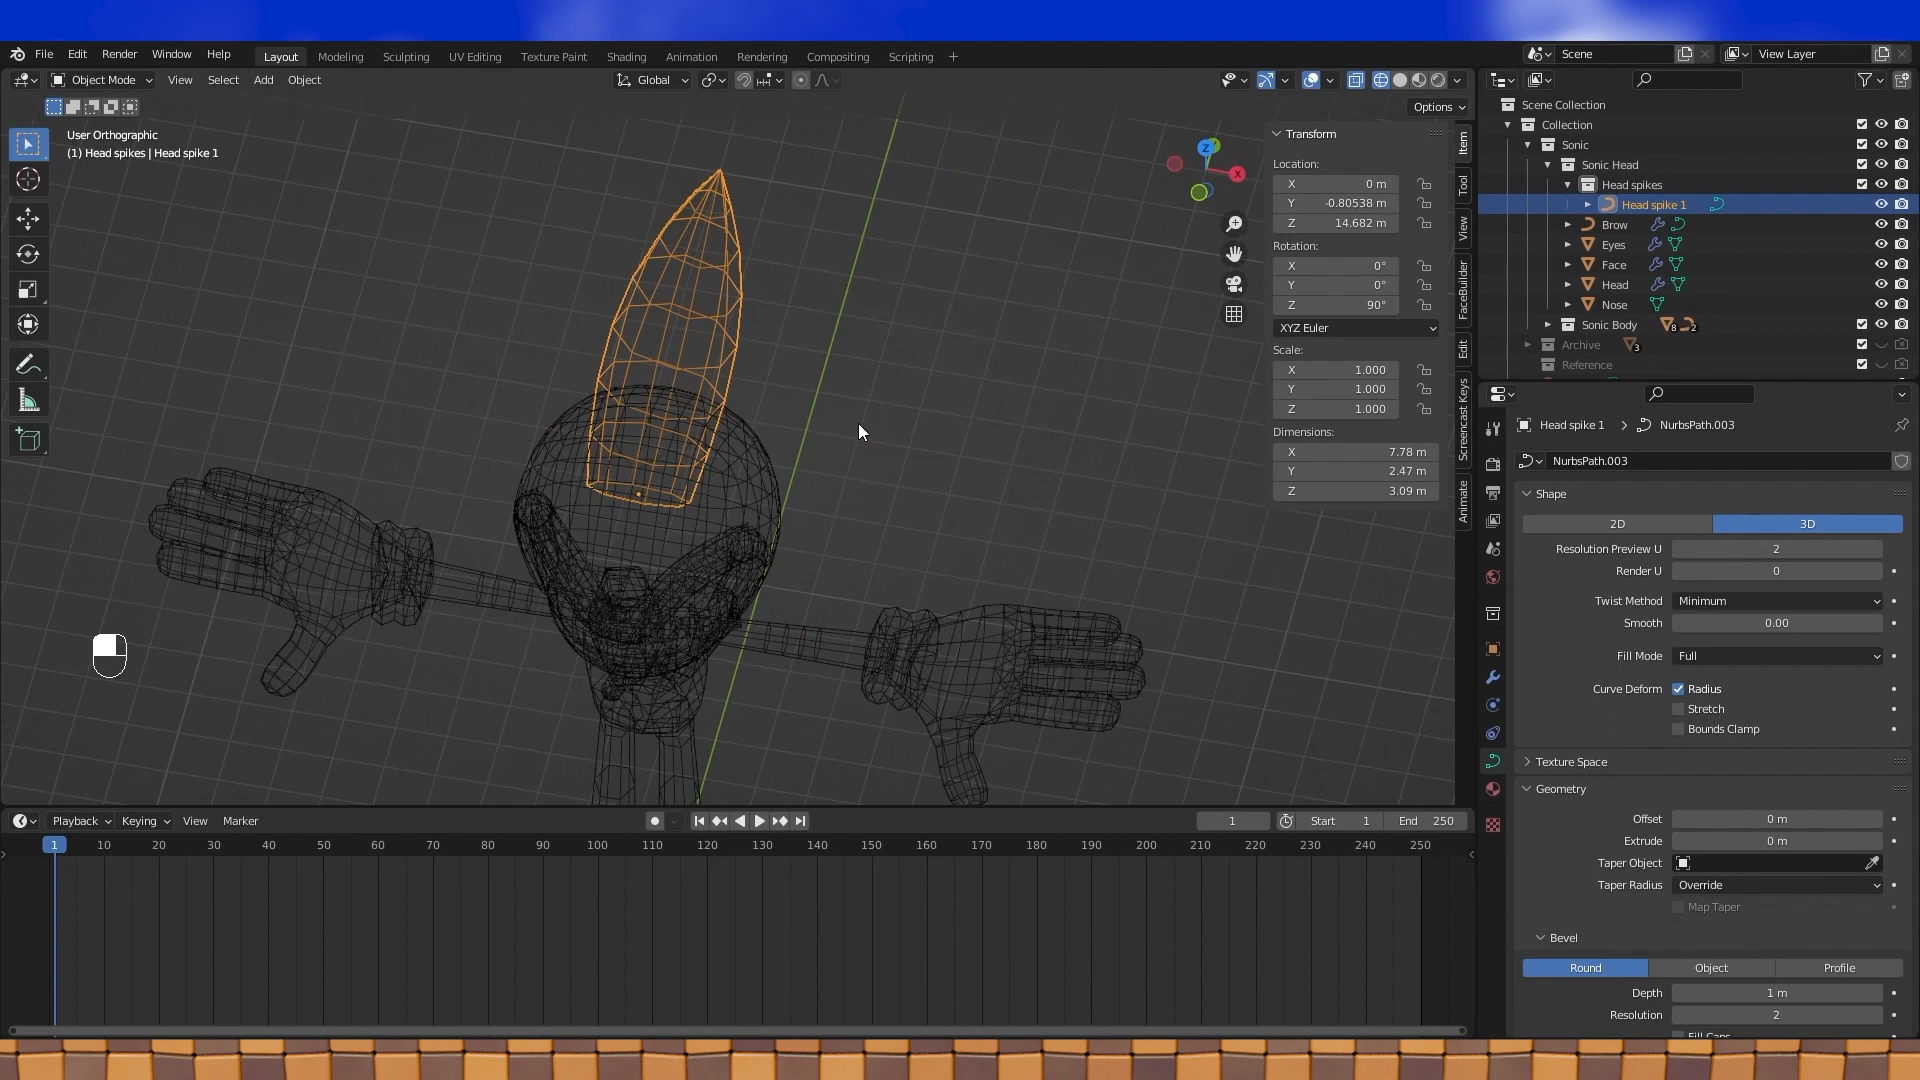 File Edit Render Window Help Layout Modeling Sculpting UV Editing Texture Paint Shading Animation Rendering Compositing Scripting + Scene View Layer
Object Mode View Select Add Object Global
Options
User Orthographic
(1) Head spikes | Head spike 1
Z
X
Transform
Location:
X 0 m
Y -0.80538 m
Z 14.682 m
Rotation:
X 0°
Y 0°
Z 90°
XYZ Euler
Scale:
X 1.000
Y 1.000
Z 1.000
Dimensions:
X 7.78 m
Y 2.47 m
Z 3.09 m
Item
Tool
View
FaceBuilder
Edit
Screencast Keys
Animate
Scene Collection
Collection
Sonic
Sonic Head
Head spikes
Head spike 1
Brow
Eyes
Face
Head
Nose
Sonic Body 8 2
Archive 3
Reference
Head spike 1 > NurbsPath.003
NurbsPath.003
Shape
2D 3D
Resolution Preview U 2
Render U 0
Twist Method Minimum
Smooth 0.00
Fill Mode Full
Curve Deform Radius
Stretch
Bounds Clamp
Texture Space
Geometry
Offset 0 m
Extrude 0 m
Taper Object
Taper Radius Override
Map Taper
Bevel
Round Object Profile
Depth 1 m
Resolution 2
Fill Caps
Playback Keying View Marker 1 Start 1 End 250
1 10 20 30 40 50 60 70 80 90 100 110 120 130 140 150 160 170 180 190 200 210 220 230 240 250